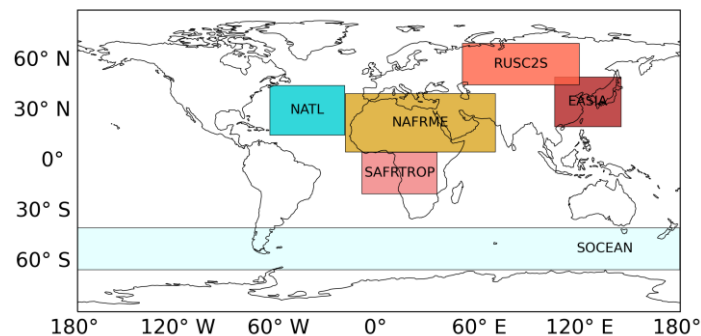 60° N
RUSC2S
30° N
NATL
NAFRME
EASIA
0°
SAFRTROP
30° S
SOCEAN
60° S
180° 120° W 60° W 0° 60° E 120° E 180°